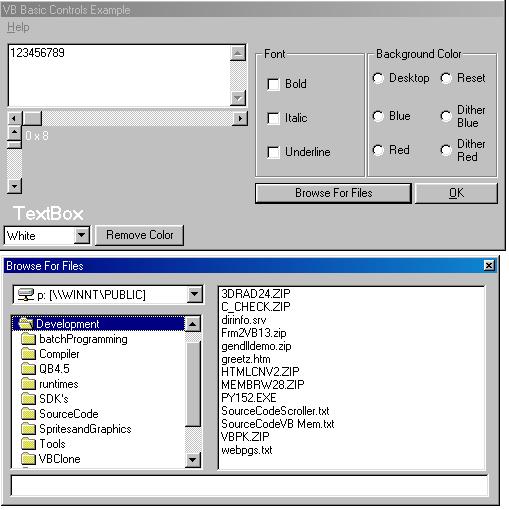 VB Basic Controls Example
Help
123456789
0 x 8
TextBox
White
Remove Color
Font
Bold
Italic
Underline
Background Color
Desktop
Reset
Blue
Dither
Blue
Red
Dither
Red
Browse For Files
OK
Browse For Files
p: [\\WINNT\PUBLIC]
Development
batchProgramming
Compiler
QB4.5
runtimes
SDK's
SourceCode
SpritesandGraphics
Tools
VBClone
3DRAD24.ZIP
C_CHECK.ZIP
dirinfo.srv
Frm2VB13.zip
gendlldemo.zip
greetz.htm
HTMLCNV2.ZIP
MEMBRW28.ZIP
PY152.EXE
SourceCodeScroller.txt
SourceCodeVB Mem.txt
VBPK.ZIP
webpgs.txt